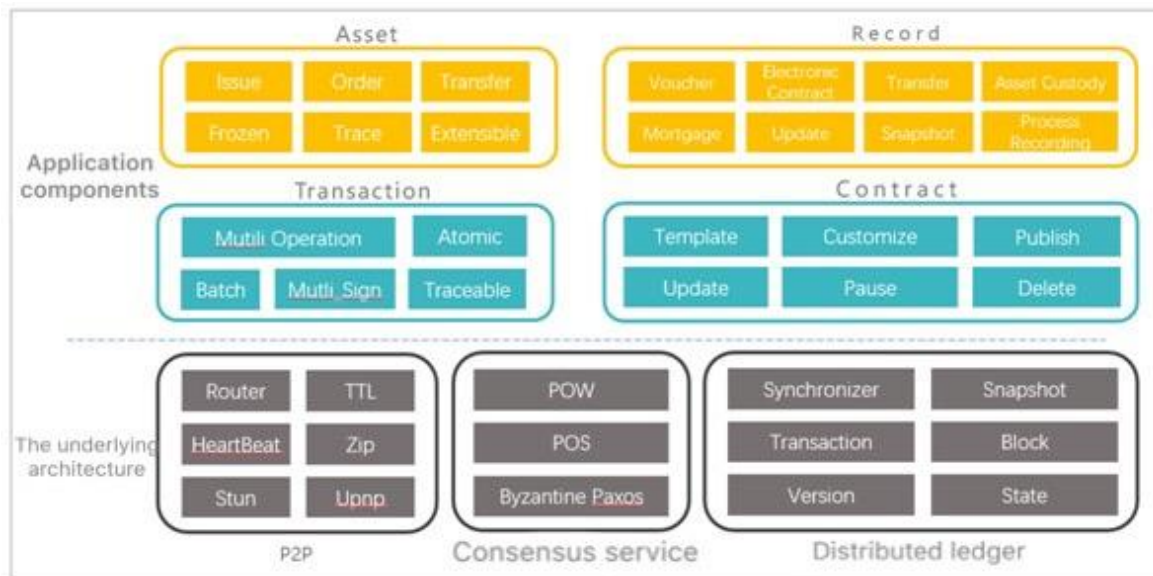 Asset
Record
Issue Order Transfer
Voucher Electronic Contract Transfer Asset Custody
Frozen Trace Extensible
Mortgage Update Snapshot Process Recording
Application
components
Transaction
Contract
Mutili Operation Atomic
Template Customize Publish
Batch Mutli_Sign Traceable
Update Pause Delete
Router TTL
POW
Synchronizer Snapshot
The underlying
architecture
HeartBeat Zip
POS
Transaction Block
Stun Upnp
Byzantine Paxos
Version State
P2P
Consensus service
Distributed ledger